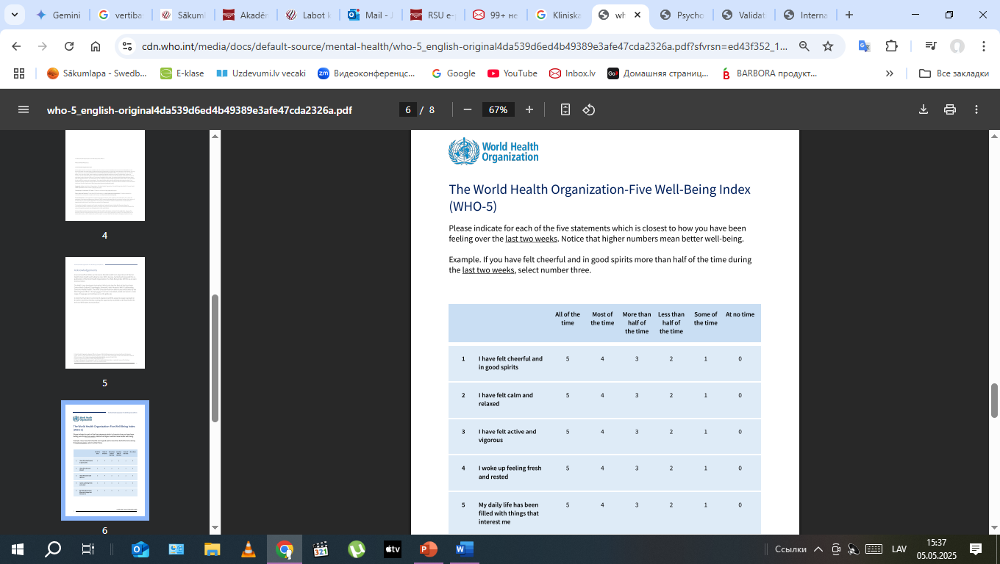 Gemini
vertiba
Sākum
Akadēn
Labot k
Mail - J
RSU e-p
99+ не
Kliniska
wh
Psycho
Validat
Interna
cdn.who.int/media/docs/default-source/mental-health/who-5_english-original4da539d6ed4b49389e3afe47cda2326a.pdf?sfvrsn=ed43f352_1...
Sākumlapa - Swedb...
E-klase
Uzdevumi.lv vecaki
zm
Видеоконференцс...
Google
YouTube
Inbox.lv
Go!
Домашняя страниц...
BARBORA продукт...
Все закладки
who-5_english-original4da539d6ed4b49389e3afe47cda2326a.pdf
6 / 8
67%
4
5
6
World Health
Organization
The World Health Organization-Five Well-Being Index
(WHO-5)
Please indicate for each of the five statements which is closest to how you have been
feeling over the last two weeks. Notice that higher numbers mean better well-being.
Example. If you have felt cheerful and in good spirits more than half of the time during
the last two weeks, select number three.
All of the time Most of the time More than half of the time Less than half of the time Some of the time At no time
1 I have felt cheerful and in good spirits 5 4 3 2 1 0
2 I have felt calm and relaxed 5 4 3 2 1 0
3 I have felt active and vigorous 5 4 3 2 1 0
4 I woke up feeling fresh and rested 5 4 3 2 1 0
5 My daily life has been filled with things that interest me 5 4 3 2 1 0
321
tv
Ссылки
LAV
15:37
05.05.2025